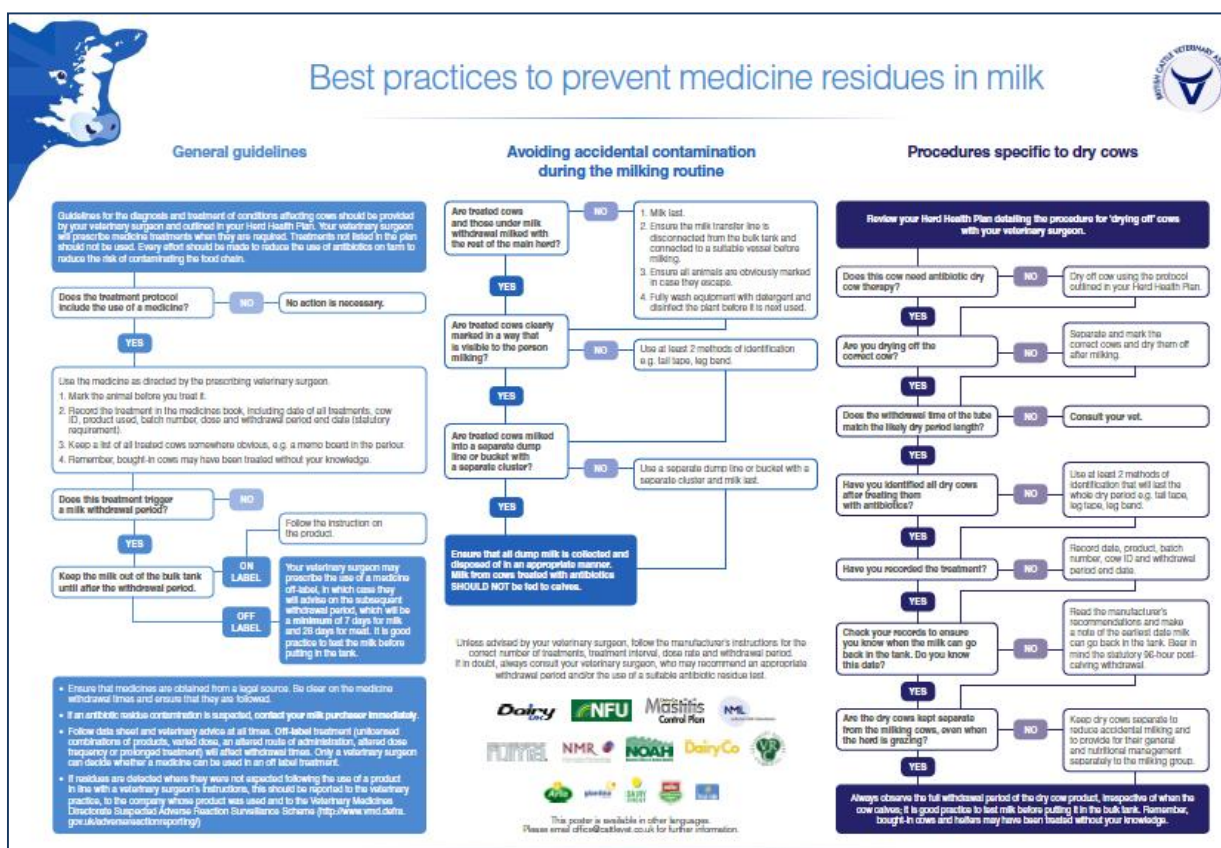 Best practices to prevent medicine residues in milk
BRITISH CATTLE VETERINARY
General guidelines
Guidelines for the diagnosis and treatment of conditions affecting cows should be provided
by your veterinary surgeon and outlined in your Herd Health Plan. Your veterinary surgeon
will prescribe medicine treatments when they are required. Treatments not listed in the plan
should not be used. Every effort should be made to reduce the use of antibiotics on farm to
reduce the risk of contaminating the food chain.
Does the treatment protocol
include the use of a medicine?
NO
No action is necessary.
YES
Use the medicine as directed by the prescribing veterinary surgeon.
1. Mark the animal before you treat it.
2. Record the treatment in the medicines book, including date of all treatments, cow
ID, product used, batch number, dose and withdrawal period end date (statutory
requirement).
3. Keep a list of all treated cows somewhere obvious, e.g. a memo board in the parlour.
4. Remember, bought-in cows may have been treated without your knowledge.
Does this treatment trigger
a milk withdrawal period?
NO
YES
Follow the instruction on
the product.
Keep the milk out of the bulk tank
until after the withdrawal period.
ON
LABEL
OFF
LABEL
Your veterinary surgeon may
prescribe the use of a medicine
off-label, in which case they
will advise on the subsequent
withdrawal period, which will be
a minimum of 7 days for milk
and 28 days for meat. It is good
practice to test the milk before
putting in the tank.
• Ensure that medicines are obtained from a legal source. Be clear on the medicine
withdrawal times and ensure that they are followed.
• If an antibiotic residue contamination is suspected, contact your milk purchaser immediately.
• Follow data sheet and veterinary advice at all times. Off-label treatment (unlicensed
combinations of products, varied dose, an altered route of administration, altered dose
frequency or prolonged treatment) will affect withdrawal times. Only a veterinary surgeon
can decide whether a medicine can be used in an off label treatment.
• If residues are detected where they were not expected following the use of a product
in line with a veterinary surgeon's instructions, this should be reported to the veterinary
practice, to the company whose product was used and to the Veterinary Medicines
Directorate Suspected Adverse Reaction Surveillance Scheme (http://www.vmd.defra.
gov.uk/adversereactionreporting/)
Avoiding accidental contamination
during the milking routine
Are treated cows
and those under milk
withdrawal milked with
the rest of the main herd?
NO
1. Milk last.
2. Ensure the milk transfer line is
disconnected from the bulk tank and
connected to a suitable vessel before
milking.
3. Ensure all animals are obviously marked
in case they escape.
4. Fully wash equipment with detergent and
disinfect the plant before it is next used.
YES
Are treated cows clearly
marked in a way that
is visible to the person
milking?
NO
Use at least 2 methods of identification
e.g. tail tape, leg band.
YES
Are treated cows milked
into a separate dump
line or bucket with
a separate cluster?
NO
Use a separate dump line or bucket with a
separate cluster and milk last.
YES
Ensure that all dump milk is collected and
disposed of in an appropriate manner.
Milk from cows treated with antibiotics
SHOULD NOT be fed to calves.
Unless advised by your veterinary surgeon, follow the manufacturer's instructions for the
correct number of treatments, treatment interval, dose rate and withdrawal period.
If in doubt, always consult your veterinary surgeon, who may recommend an appropriate
withdrawal period and/or the use of a suitable antibiotic residue test.
Dairy UK
NFU
Mastitis
Control Plan
NML
NMR
NOAH
DairyCo
Arla
This poster is available in other languages.
Please email office@cattlevet.co.uk for further information.
Procedures specific to dry cows
Review your Herd Health Plan detailing the procedure for 'drying off' cows
with your veterinary surgeon.
Does this cow need antibiotic dry
cow therapy?
NO
Dry off cow using the protocol
outlined in your Herd Health Plan.
YES
Are you drying off the
correct cow?
NO
Separate and mark the
correct cows and dry them off
after milking.
YES
Does the withdrawal time of the tube
match the likely dry period length?
NO
Consult your vet.
YES
Have you identified all dry cows
after treating them
with antibiotics?
NO
Use at least 2 methods of
identification that will last the
whole dry period e.g. tail tape,
leg tape, leg band.
YES
Have you recorded the treatment?
NO
Record date, product, batch
number, cow ID and withdrawal
period end date.
YES
Check your records to ensure
you know when the milk can go
back in the tank. Do you know
this date?
NO
Read the manufacturer's
recommendations and make
a note of the earliest date milk
can go back in the tank. Bear in
mind the statutory 96-hour post-
calving withdrawal.
YES
Are the dry cows kept separate
from the milking cows, even when
the herd is grazing?
NO
Keep dry cows separate to
reduce accidental milking and
to provide for their general
and nutritional management
separately to the milking group.
YES
Always observe the full withdrawal period of the dry cow product, irrespective of when the
cow calves; it is good practice to test milk before putting it in the bulk tank. Remember,
bought-in cows and heifers may have been treated without your knowledge.